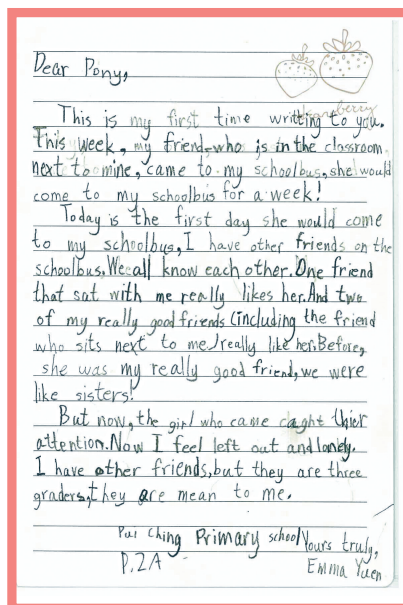 Dear Pony,
Strawberry
This is my first time writting to you.
This week, my friend who is in the classroom
next to mine, came to my schoolbus, she would
come to my schoolbus for a week!
Today is the first day she would come
to my schoolbus, I have other friends on the
schoolbus. We all know each other. One friend
that sat with me really likes her. And two
of my really good friends (including the friend
who sits next to me) really like her. Before,
she was my really good friend, we were
like sisters!
But now, the girl who came caght thier
attention. Now I feel left out and lonely.
I have other friends, but they are three
graders, they are mean to me.
Pui Ching Primary school Yours truly,
P.2A Emma Yuen